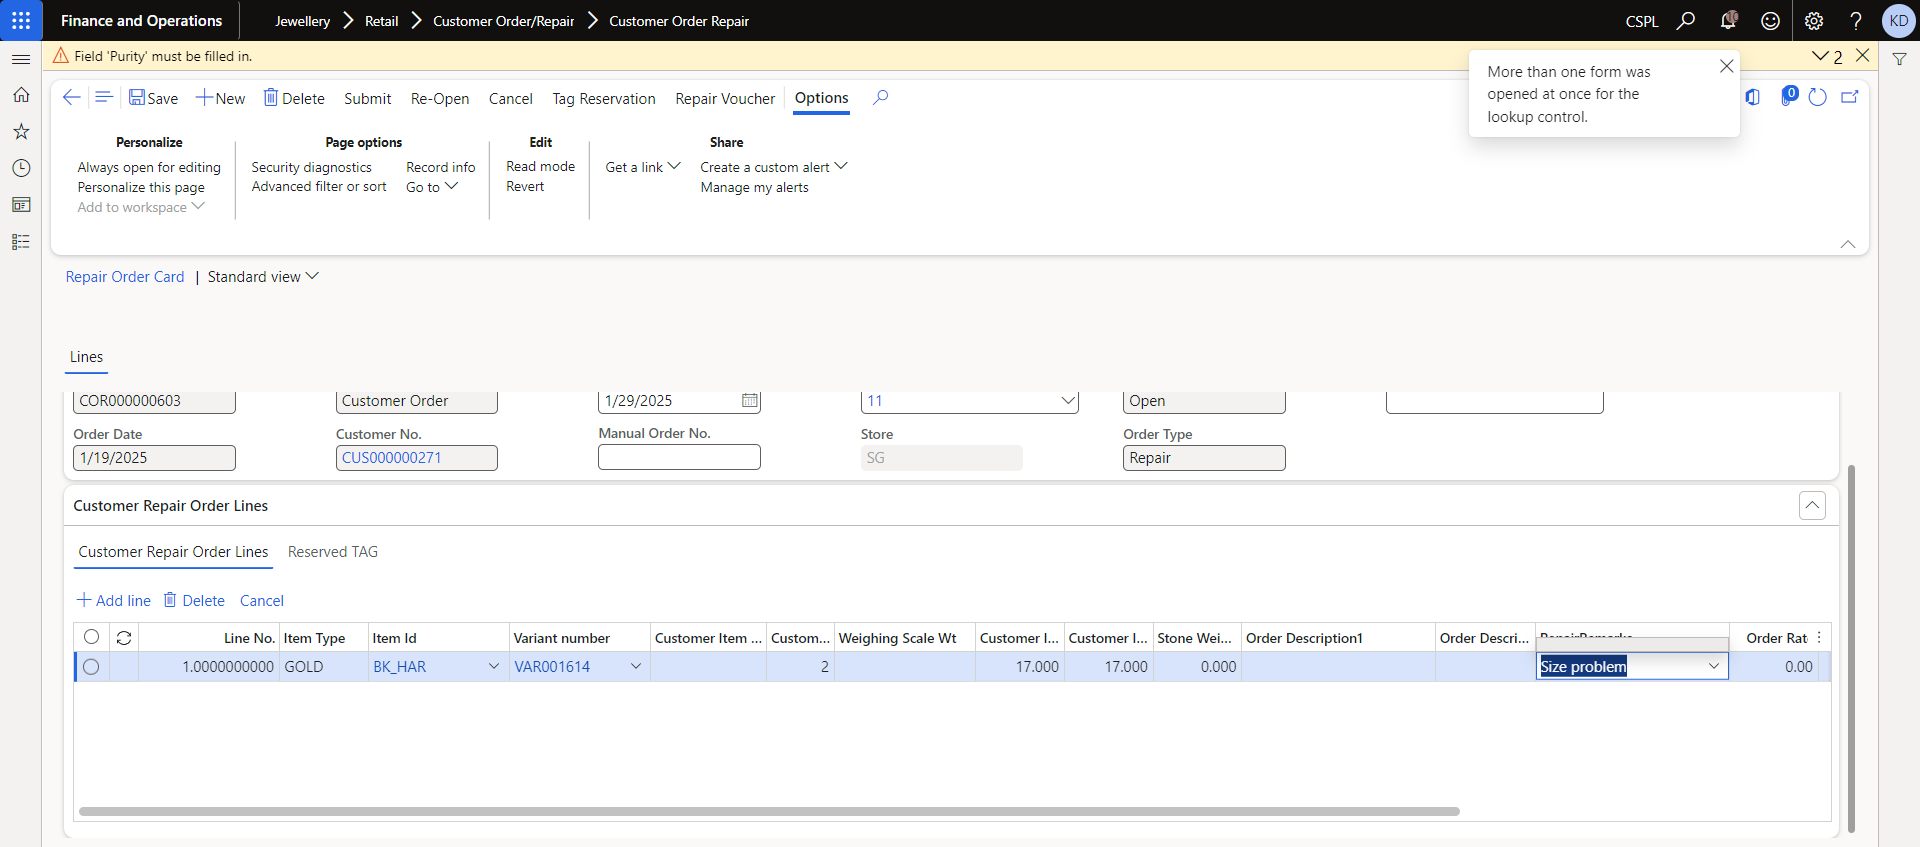 Finance and Operations
Jewellery > Retail > Customer Order/Repair > Customer Order Repair
CSPL
KD
Field 'Purity' must be filled in.
2
More than one form was
opened at once for the
lookup control.
Save New Delete Submit Re-Open Cancel Tag Reservation Repair Voucher Options
0
Personalize
Always open for editing
Personalize this page
Add to workspace
Page options
Security diagnostics Record info
Advanced filter or sort Go to
Edit
Read mode
Revert
Share
Get a link Create a custom alert
Manage my alerts
Repair Order Card | Standard view
Lines
COR000000603 Customer Order 1/29/2025 11 Open
Order Date Customer No. Manual Order No. Store Order Type
1/19/2025 CUS000000271 SG Repair
Customer Repair Order Lines
Customer Repair Order Lines Reserved TAG
Add line Delete Cancel
Line No. Item Type Item Id Variant number Customer Item ... Custom... Weighing Scale Wt Customer I... Customer I... Stone Wei... Order Description1 Order Descri... RepairRemarks Order Rat
1.0000000000 GOLD BK_HAR VAR001614 2 17.000 17.000 0.000 Size problem 0.00